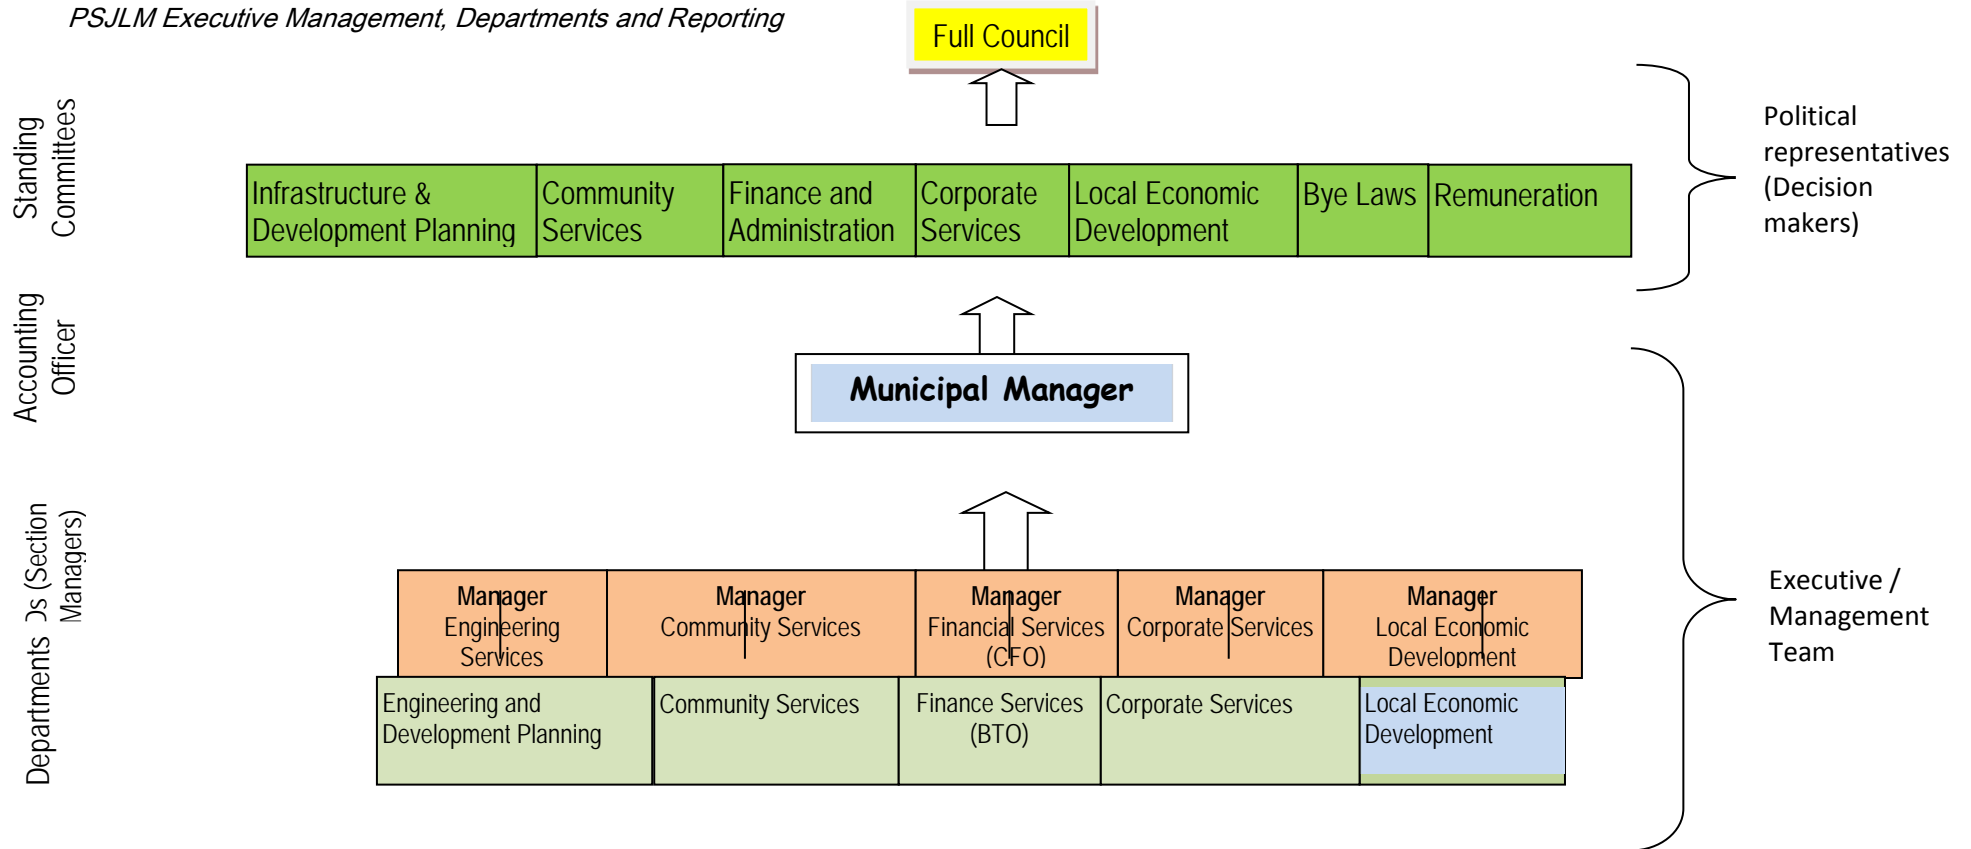 PSJLM Executive Management, Departments and Reporting
Full Council
Standing
Committees
Infrastructure &
Development Planning
Community
Services
Finance and
Administration
Corporate
Services
Local Economic
Development
Bye Laws
Remuneration
Political
representatives
(Decision
makers)
Accounting
Officer
Municipal Manager
(Section
Managers)
Manager
Engineering
Services
Manager
Community Services
Manager
Financial Services
(CFO)
Manager
Corporate Services
Manager
Local Economic
Development
Executive /
Management
Team
Departments
Engineering and
Development Planning
Community Services
Finance Services
(BTO)
Corporate Services
Local Economic
Development